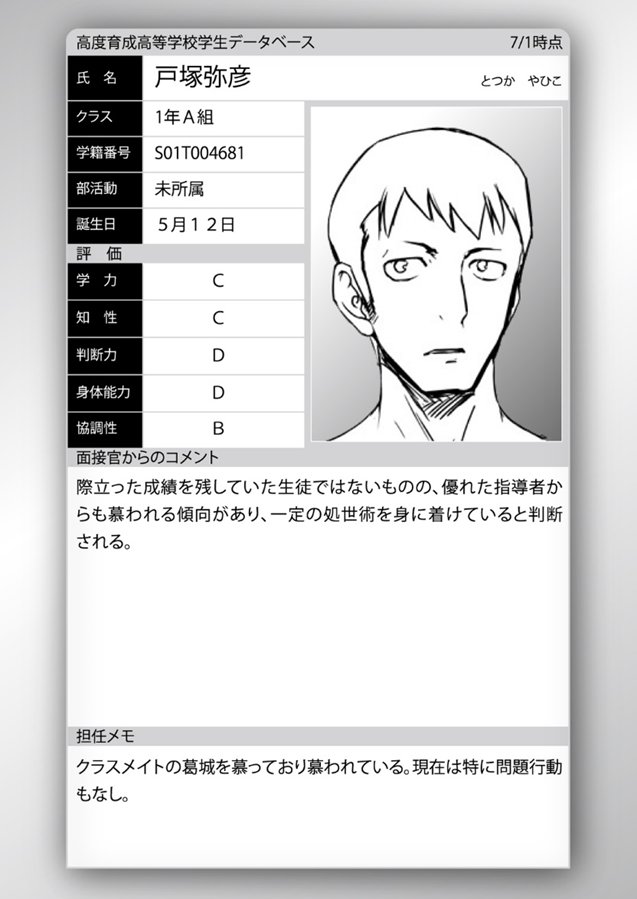 高度育成高等学校学生データベース 7/1時点
氏 名 戸塚弥彦 とつか やひこ
クラス 1年A組
学籍番号 S01T004681
部活動 未所属
誕生日 5月12日
評 価
学 力 C
知 性 C
判断力 D
身体能力 D
協調性 B
面接官からのコメント
際立った成績を残していた生徒ではないものの、優れた指導者か
らも慕われる傾向があり、一定の処世術を身に着けていると判断
される。
担任メモ
クラスメイトの葛城を慕っており慕われている。現在は特に問題行動
もなし。